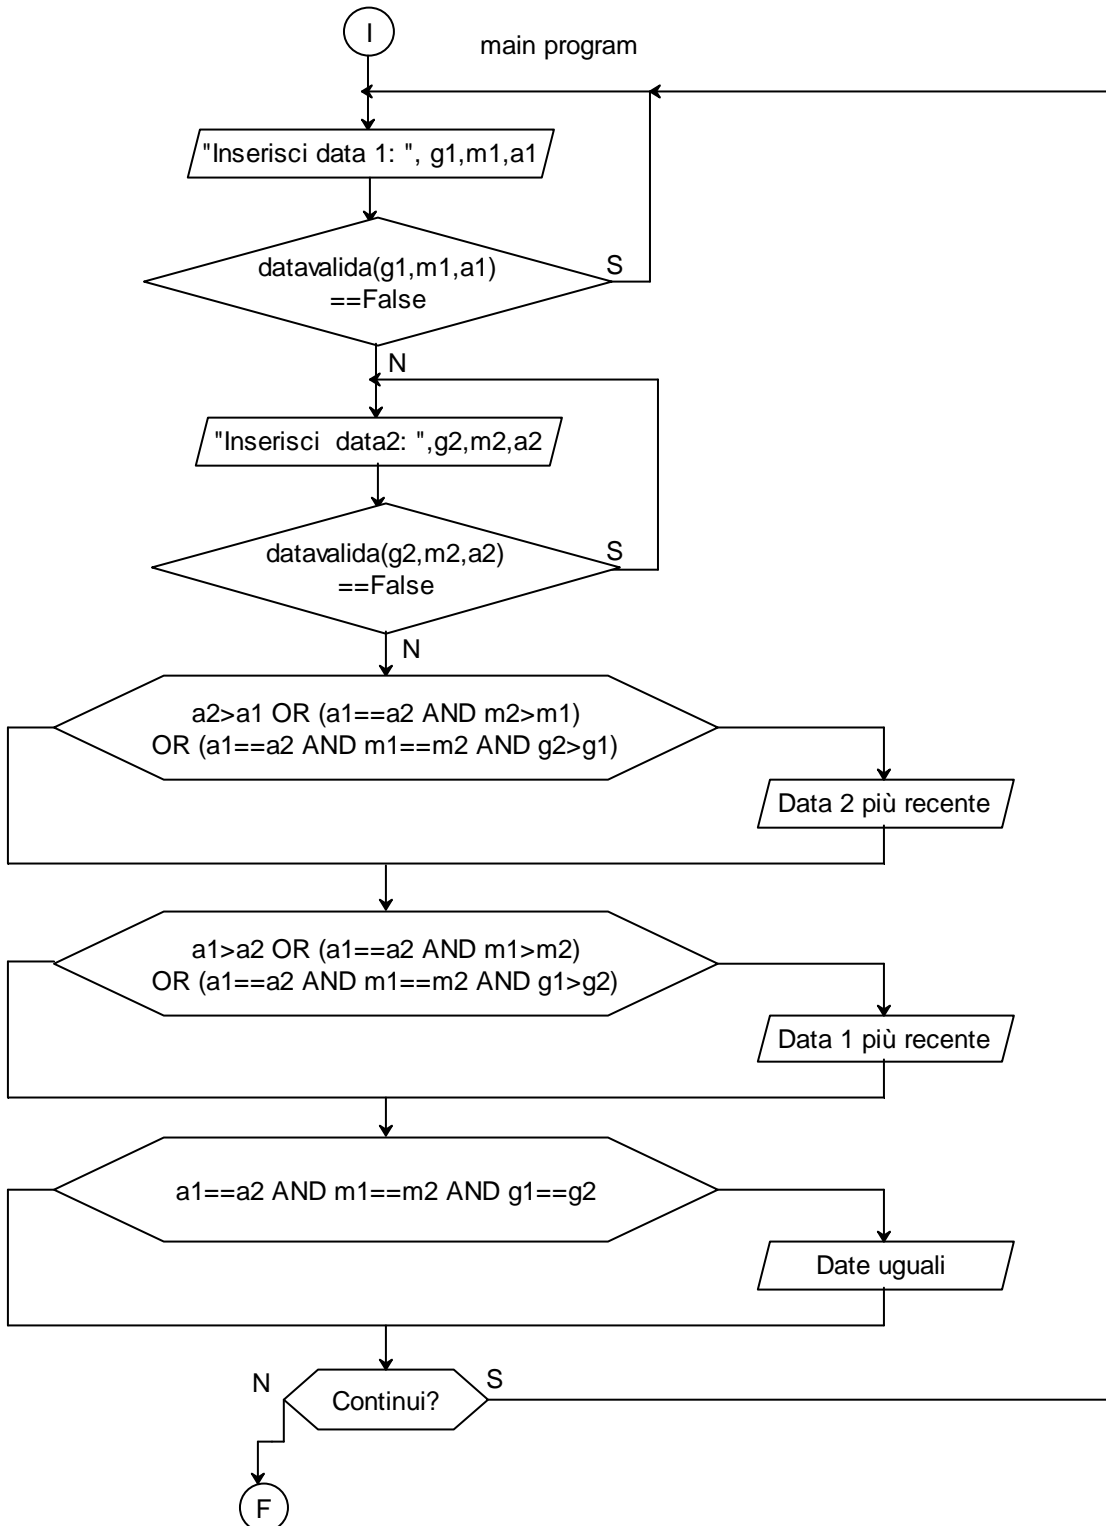 I
main program
"Inserisci data 1: ", g1,m1,a1
datavalida(g1,m1,a1)
==False
S
N
"Inserisci  data2: ",g2,m2,a2
datavalida(g2,m2,a2)
==False
S
N
a2>a1 OR (a1==a2 AND m2>m1)
OR (a1==a2 AND m1==m2 AND g2>g1)
Data 2 più recente
a1>a2 OR (a1==a2 AND m1>m2)
OR (a1==a2 AND m1==m2 AND g1>g2)
Data 1 più recente
a1==a2 AND m1==m2 AND g1==g2
Date uguali
N
Continui?
S
F